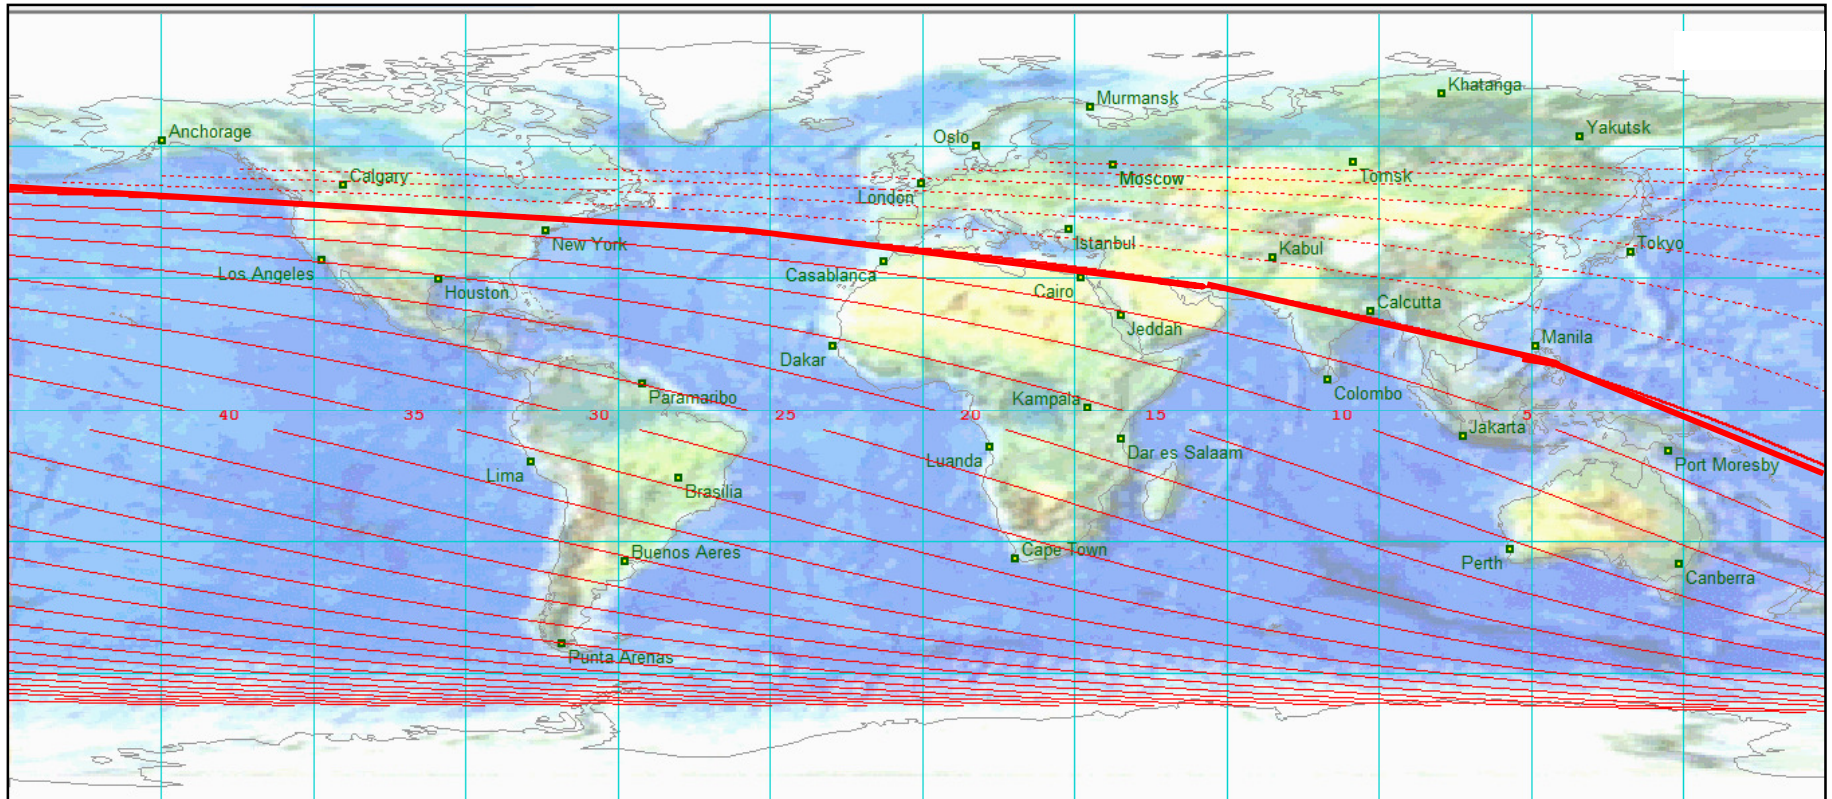 Khatanga
Murmansk
Anchorage
Yakutsk
Oslo
Calgary
Moscow
Tomsk
London
New York
Istanbul
Kabul
Tokyo
Los Angeles
Casablanca
Houston
Cairo
Calcutta
Jeddah
Manila
Dakar
Paramaribo
Kampala
Colombo
40
35
30
25
20
15
10
5
Jakarta
Luanda
Dar es Salaam
Port Moresby
Lima
Brasilia
Buenos Aeres
Cape Town
Perth
Canberra
Punta Arenas